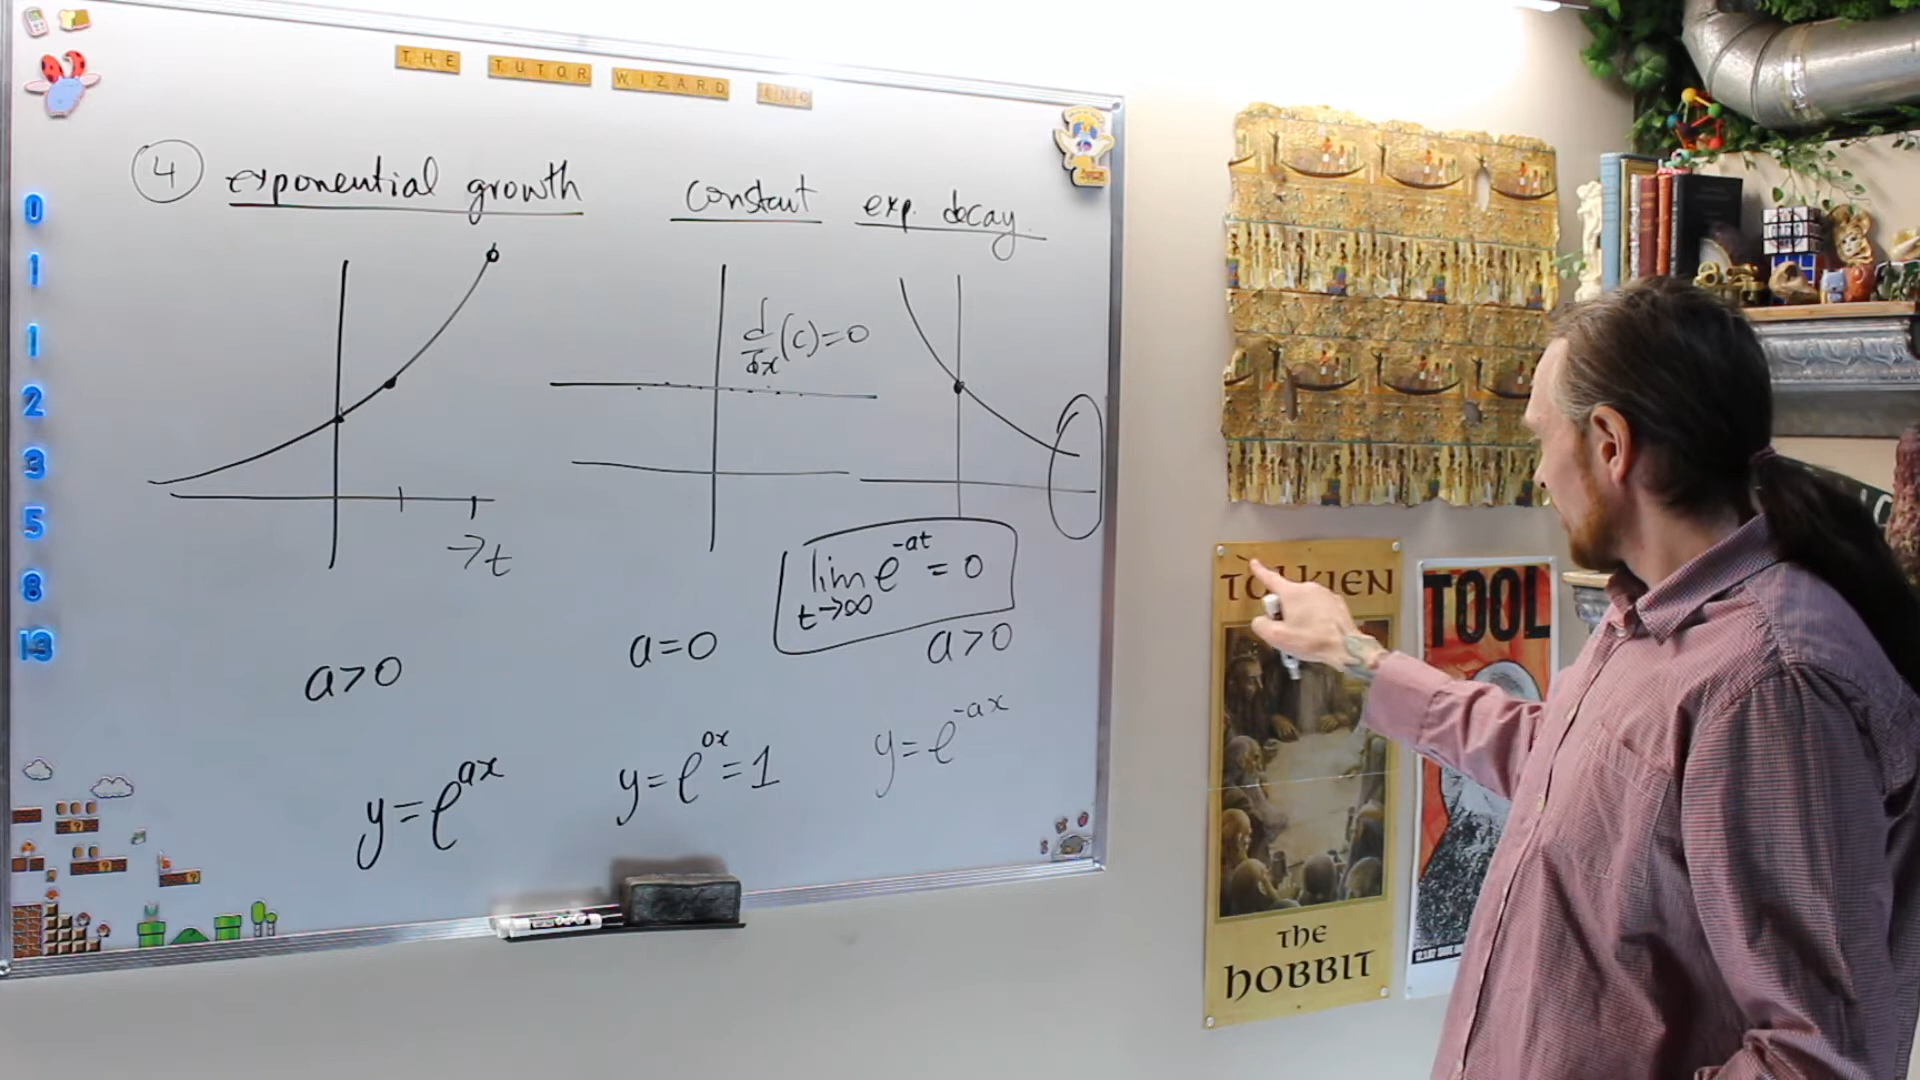 THE TUTOR WIZARD INC
4 exponential growth
constant
exp. decay
0
1
1
2
3
5
8
13
d/dx (c) = 0
→ t
lim e^-at = 0
t→∞
a>0
a=0
a>0
y = e^ax
y = e^0x = 1
y = e^-ax
TOLKIEN
THE
HOBBIT
TOOL